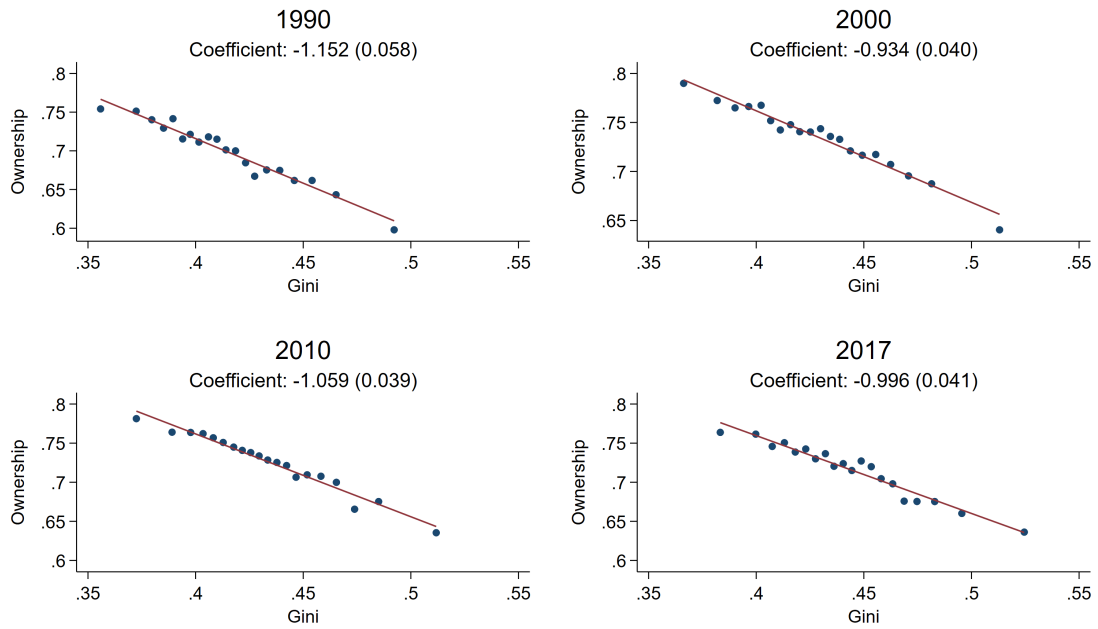 1990
Coefficient: -1.152 (0.058)
Ownership
.8
.75
.7
.65
.6
.35 .4 .45 .5 .55
Gini
2000
Coefficient: -0.934 (0.040)
Ownership
.8
.75
.7
.65
.35 .4 .45 .5 .55
Gini
2010
Coefficient: -1.059 (0.039)
Ownership
.8
.75
.7
.65
.6
.35 .4 .45 .5 .55
Gini
2017
Coefficient: -0.996 (0.041)
Ownership
.8
.75
.7
.65
.6
.35 .4 .45 .5 .55
Gini